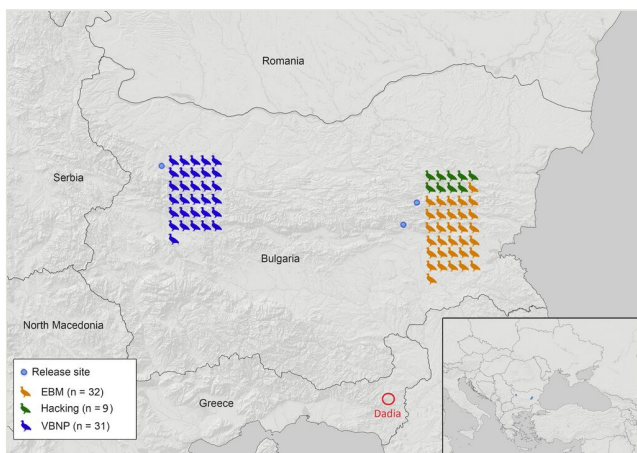 Romania
Serbia
Bulgaria
North Macedonia
Release site
EBM (n = 32)
Hacking (n = 9)
VBNP (n = 31)
Greece
Dadia